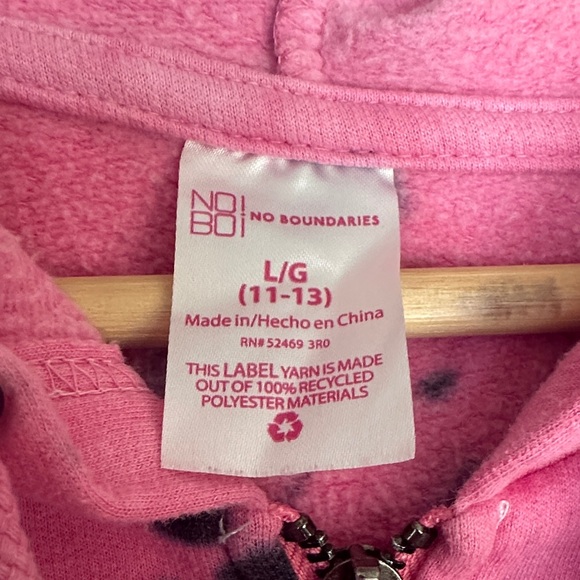 NO!
BO! NO BOUNDARIES
L/G
(11-13)
Made in/Hecho en China
RN# 52469 3R0
THIS LABEL YARN IS MADE
OUT OF 100% RECYCLED
POLYESTER MATERIALS